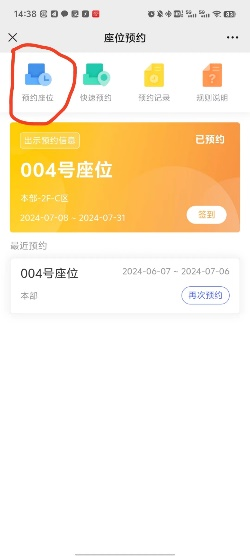 14:38
座位预约
预约座位
快速预约
预约记录
规则说明
出示预约信息
已预约
004号座位
本部-2F-C区
2024-07-08 ~ 2024-07-31
签到
最近预约
004号座位
2024-06-07 ~ 2024-07-06
本部
再次预约